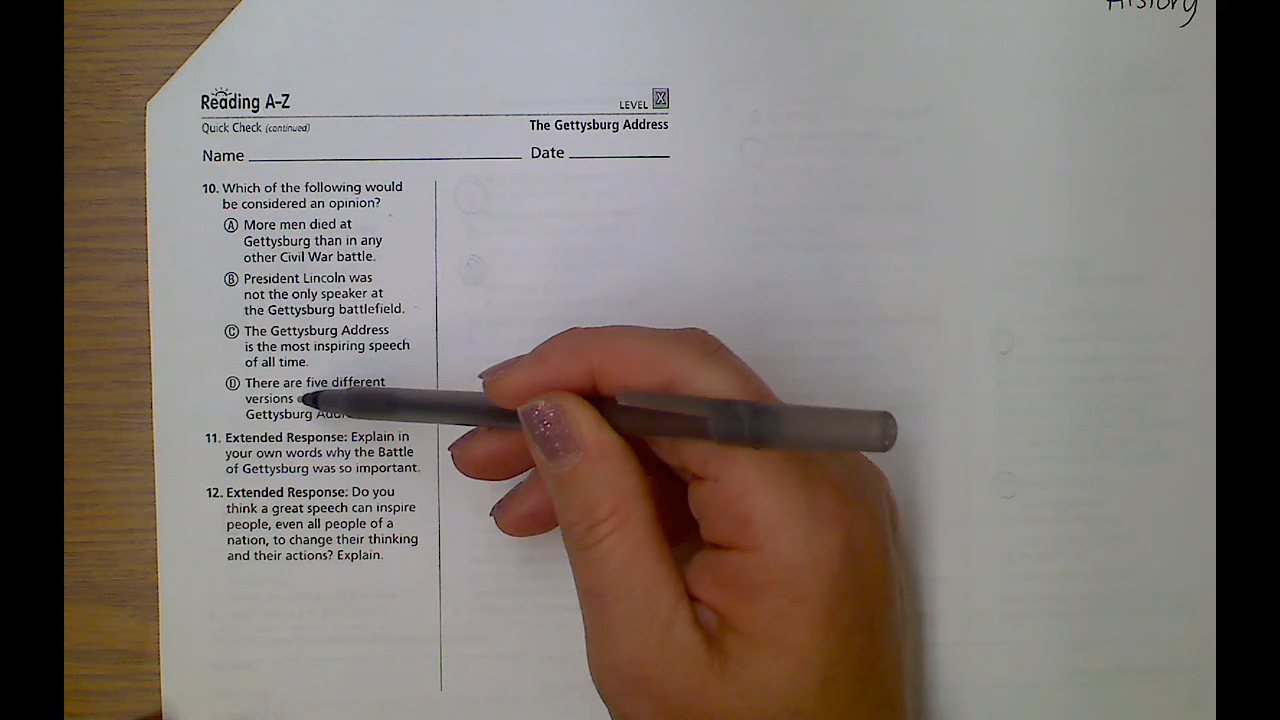 History
Reading A–Z
LEVEL X
Quick Check (continued)
The Gettysburg Address
Name
Date
10. Which of the following would
be considered an opinion?
Ⓐ More men died at
Gettysburg than in any
other Civil War battle.
Ⓑ President Lincoln was
not the only speaker at
the Gettysburg battlefield.
Ⓒ The Gettysburg Address
is the most inspiring speech
of all time.
Ⓓ There are five different
versions
Gettysburg
11. Extended Response: Explain in
your own words why the Battle
of Gettysburg was so important.
12. Extended Response: Do you
think a great speech can inspire
people, even all people of a
nation, to change their thinking
and their actions? Explain.